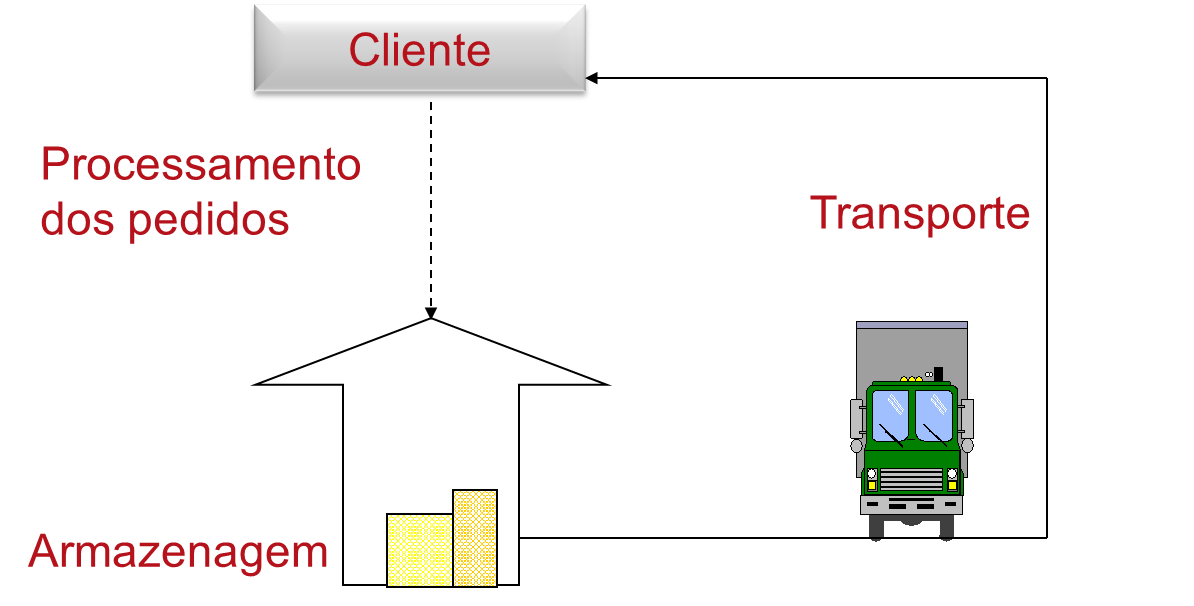 Cliente
Processamento
dos pedidos
Transporte
Armazenagem